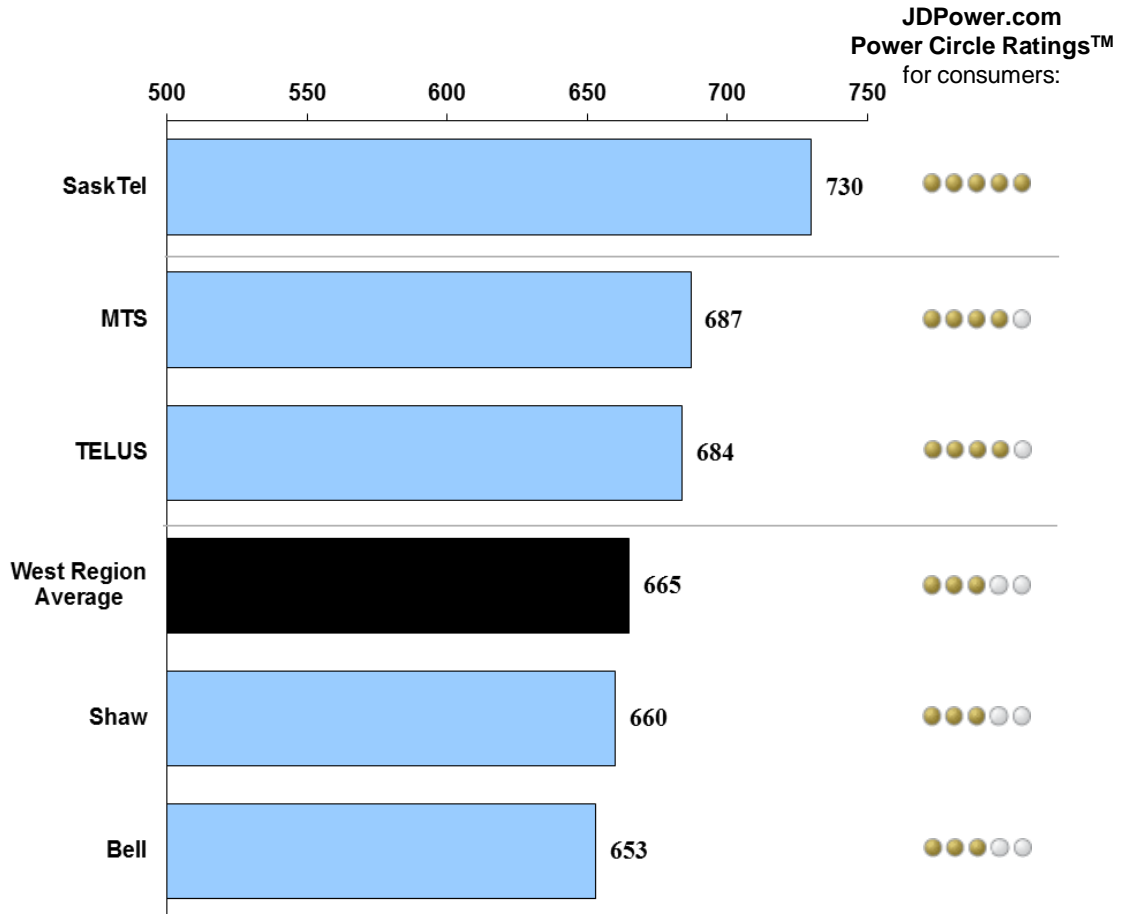 JDPower.com
Power Circle Ratings™
for consumers:
500 550 600 650 700 750
SaskTel 730
MTS 687
TELUS 684
West Region
Average 665
Shaw 660
Bell 653